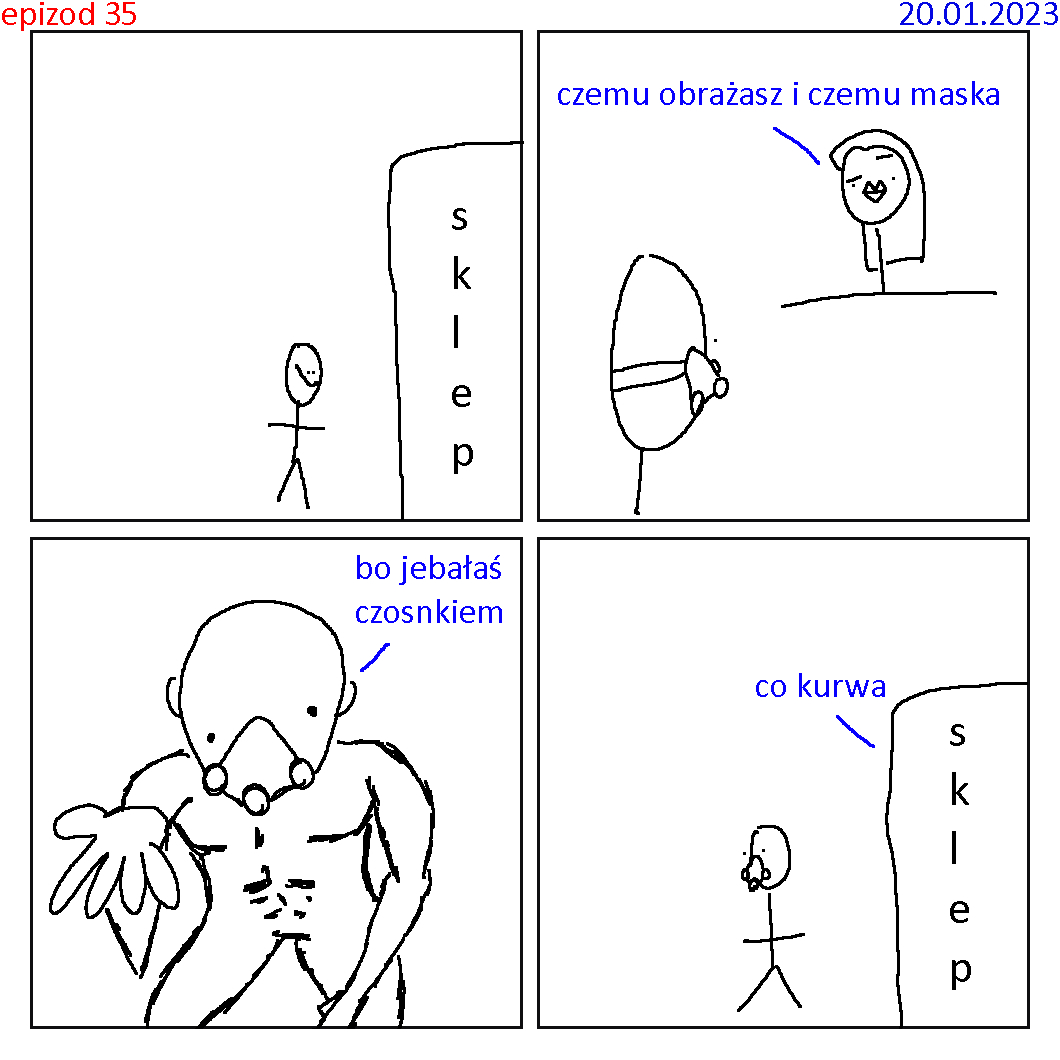 epizod 35
20.01.2023
s
k
l
e
p
czemu obrażasz i czemu maska
bo jebałaś
czosnkiem
co kurwa
s
k
l
e
p